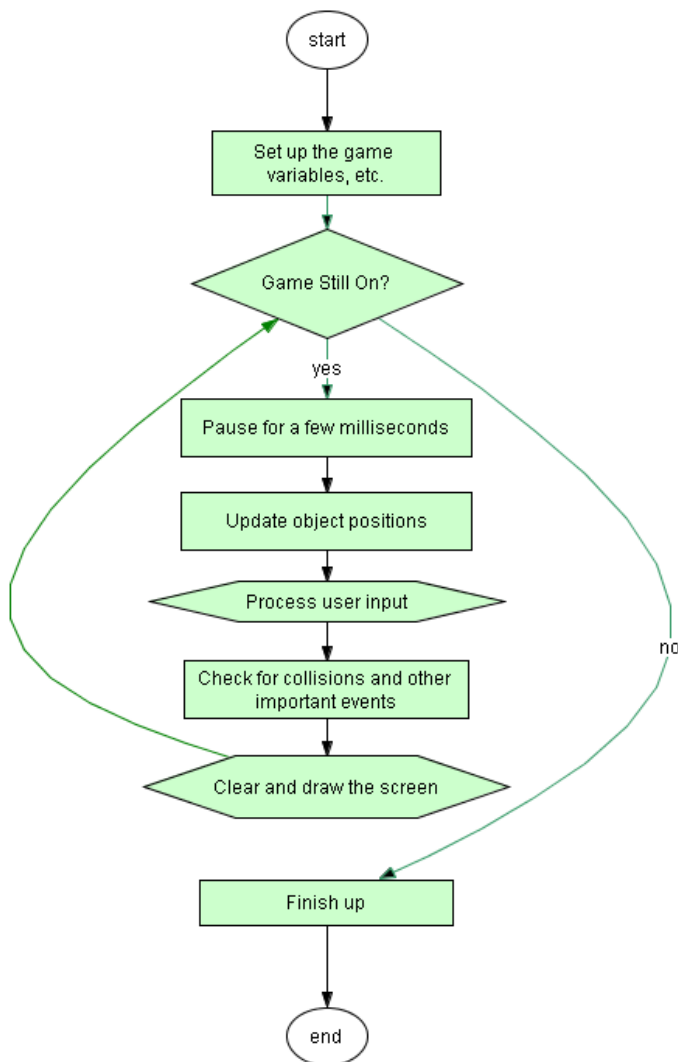 start
Set up the game
variables, etc.
Game Still On?
yes
Pause for a few milliseconds
Update object positions
Process user input
no
Check for collisions and other
important events
Clear and draw the screen
Finish up
end